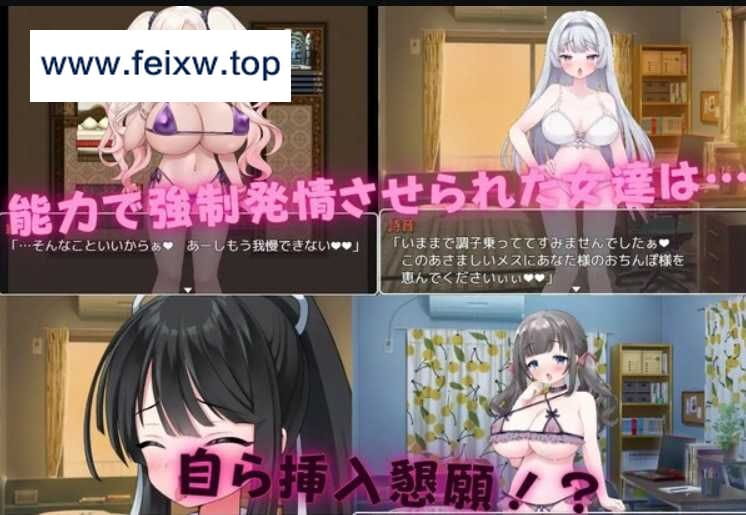 www.feixw.top
能力で強制発情させられた女達は…
「…そんなこといいからぁ♥　あーしもう我慢できない♥♥」
「いままで調子乗っててすみませんでしたぁ♥
このあさましいメスにあなた様のおちんぽ様を
恵んでくださいぃぃ♥♥」
自ら挿入懇願！？